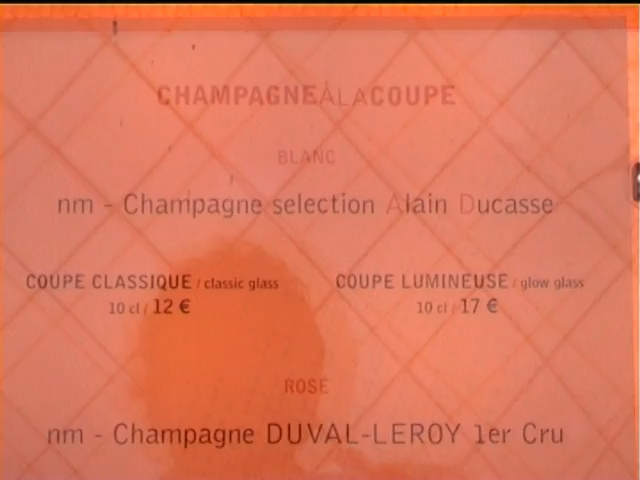 CHAMPAGNE À LA COUPE
BLANC
nm - Champagne selection Alain Ducasse
COUPE CLASSIQUE / classic glass
10 cl / 12 €
COUPE LUMINEUSE / glow glass
10 cl / 17 €
ROSÉ
nm - Champagne DUVAL-LEROY 1er Cru